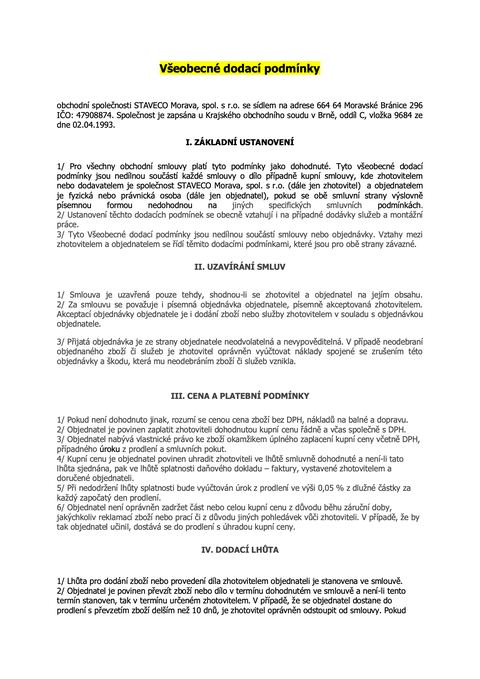 Všeobecné dodací podmínky
obchodní společnosti STAVECO Morava, spol. s r.o. se sídlem na adrese 664 64 Moravské Bránice 296
IČO: 47908874. Společnost je zapsána u Krajského obchodního soudu v Brně, oddíl C, vložka 9684 ze
dne 02.04.1993.
I. ZÁKLADNÍ USTANOVENÍ
1/ Pro všechny obchodní smlouvy platí tyto podmínky jako dohodnuté. Tyto všeobecné dodací
podmínky jsou nedílnou součástí každé smlouvy o dílo případně kupní smlouvy, kde zhotovitelem
nebo dodavatelem je společnost STAVECO Morava, spol. s r.o. (dále jen zhotovitel) a objednatelem
je fyzická nebo právnická osoba (dále jen objednatel), pokud se obě smluvní strany výslovně
písemnou formou nedohodnou na jiných specifických smluvních podmínkách.
2/ Ustanovení těchto dodacích podmínek se obecně vztahují i na případné dodávky služeb a montážní
práce.
3/ Tyto Všeobecné dodací podmínky jsou nedílnou součástí smlouvy nebo objednávky. Vztahy mezi
zhotovitelem a objednatelem se řídí těmito dodacími podmínkami, které jsou pro obě strany závazné.
II. UZAVÍRÁNÍ SMLUV
1/ Smlouva je uzavřená pouze tehdy, shodnou-li se zhotovitel a objednatel na jejím obsahu.
2/ Za smlouvu se považuje i písemná objednávka objednatele, písemně akceptovaná zhotovitelem.
Akceptací objednávky objednatele je i dodání zboží nebo služby zhotovitelem v souladu s objednávkou
objednatele.
3/ Přijatá objednávka je ze strany objednatele neodvolatelná a nevypověditelná. V případě neodebraní
objednaného zboží či služeb je zhotovitel oprávněn vyúčtovat náklady spojené se zrušením této
objednávky a škodu, která mu neodebráním zboží či služeb vznikla.
III. CENA A PLATEBNÍ PODMÍNKY
1/ Pokud není dohodnuto jinak, rozumí se cenou cena zboží bez DPH, nákladů na balné a dopravu.
2/ Objednatel je povinen zaplatit zhotoviteli dohodnutou kupní cenu řádně a včas společně s DPH.
3/ Objednatel nabývá vlastnické právo ke zboží okamžikem úplného zaplacení kupní ceny včetně DPH,
případného úroku z prodlení a smluvních pokut.
4/ Kupní cenu je objednatel povinen uhradit zhotoviteli ve lhůtě smluvně dohodnuté a není-li tato
lhůta sjednána, pak ve lhůtě splatnosti daňového dokladu – faktury, vystavené zhotovitelem a
doručené objednateli.
5/ Při nedodržení lhůty splatnosti bude vyúčtován úrok z prodlení ve výši 0,05 % z dlužné částky za
každý započatý den prodlení.
6/ Objednatel není oprávněn zadržet část nebo celou kupní cenu z důvodu běhu záruční doby,
jakýchkoliv reklamací zboží nebo prací či z důvodu jiných pohledávek vůči zhotoviteli. V případě, že by
tak objednatel učinil, dostává se do prodlení s úhradou kupní ceny.
IV. DODACÍ LHŮTA
1/ Lhůta pro dodání zboží nebo provedení díla zhotovitelem objednateli je stanovena ve smlouvě.
2/ Objednatel je povinen převzít zboží nebo dílo v termínu dohodnutém ve smlouvě a není-li tento
termín stanoven, tak v termínu určeném zhotovitelem. V případě, že se objednatel dostane do
prodlení s převzetím zboží delším než 10 dnů, je zhotovitel oprávněn odstoupit od smlouvy. Pokud